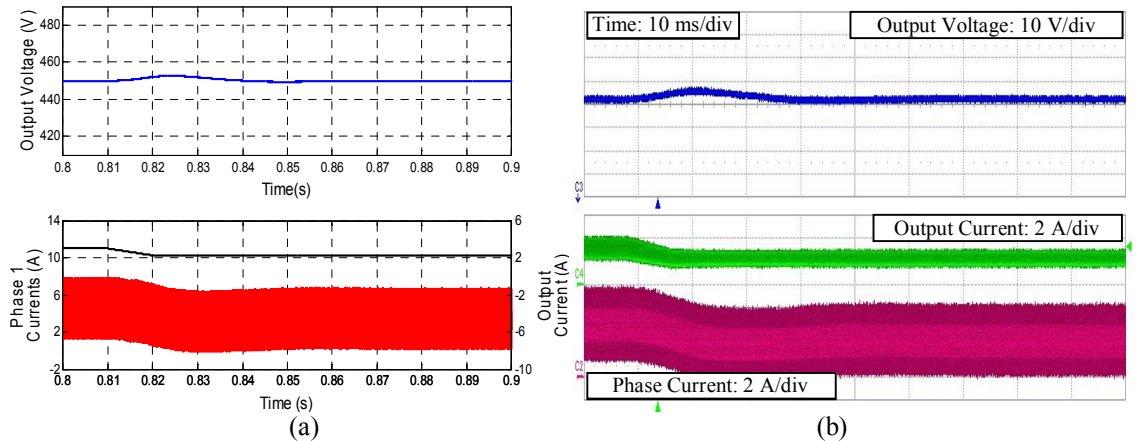 Output Voltage (V)
480
460
440
420
0.8 0.81 0.82 0.83 0.84 0.85 0.86 0.87 0.88 0.89 0.9
Time(s)
Phase 1
Currents (A)
14
10
6
2
-2
6
2
-2
-6
-10
Output
Current (A)
0.8 0.81 0.82 0.83 0.84 0.85 0.86 0.87 0.88 0.89 0.9
Time (s)
(a)
Time: 10 ms/div
Output Voltage: 10 V/div
C3
Output Current: 2 A/div
C4
C2
Phase Current: 2 A/div
(b)